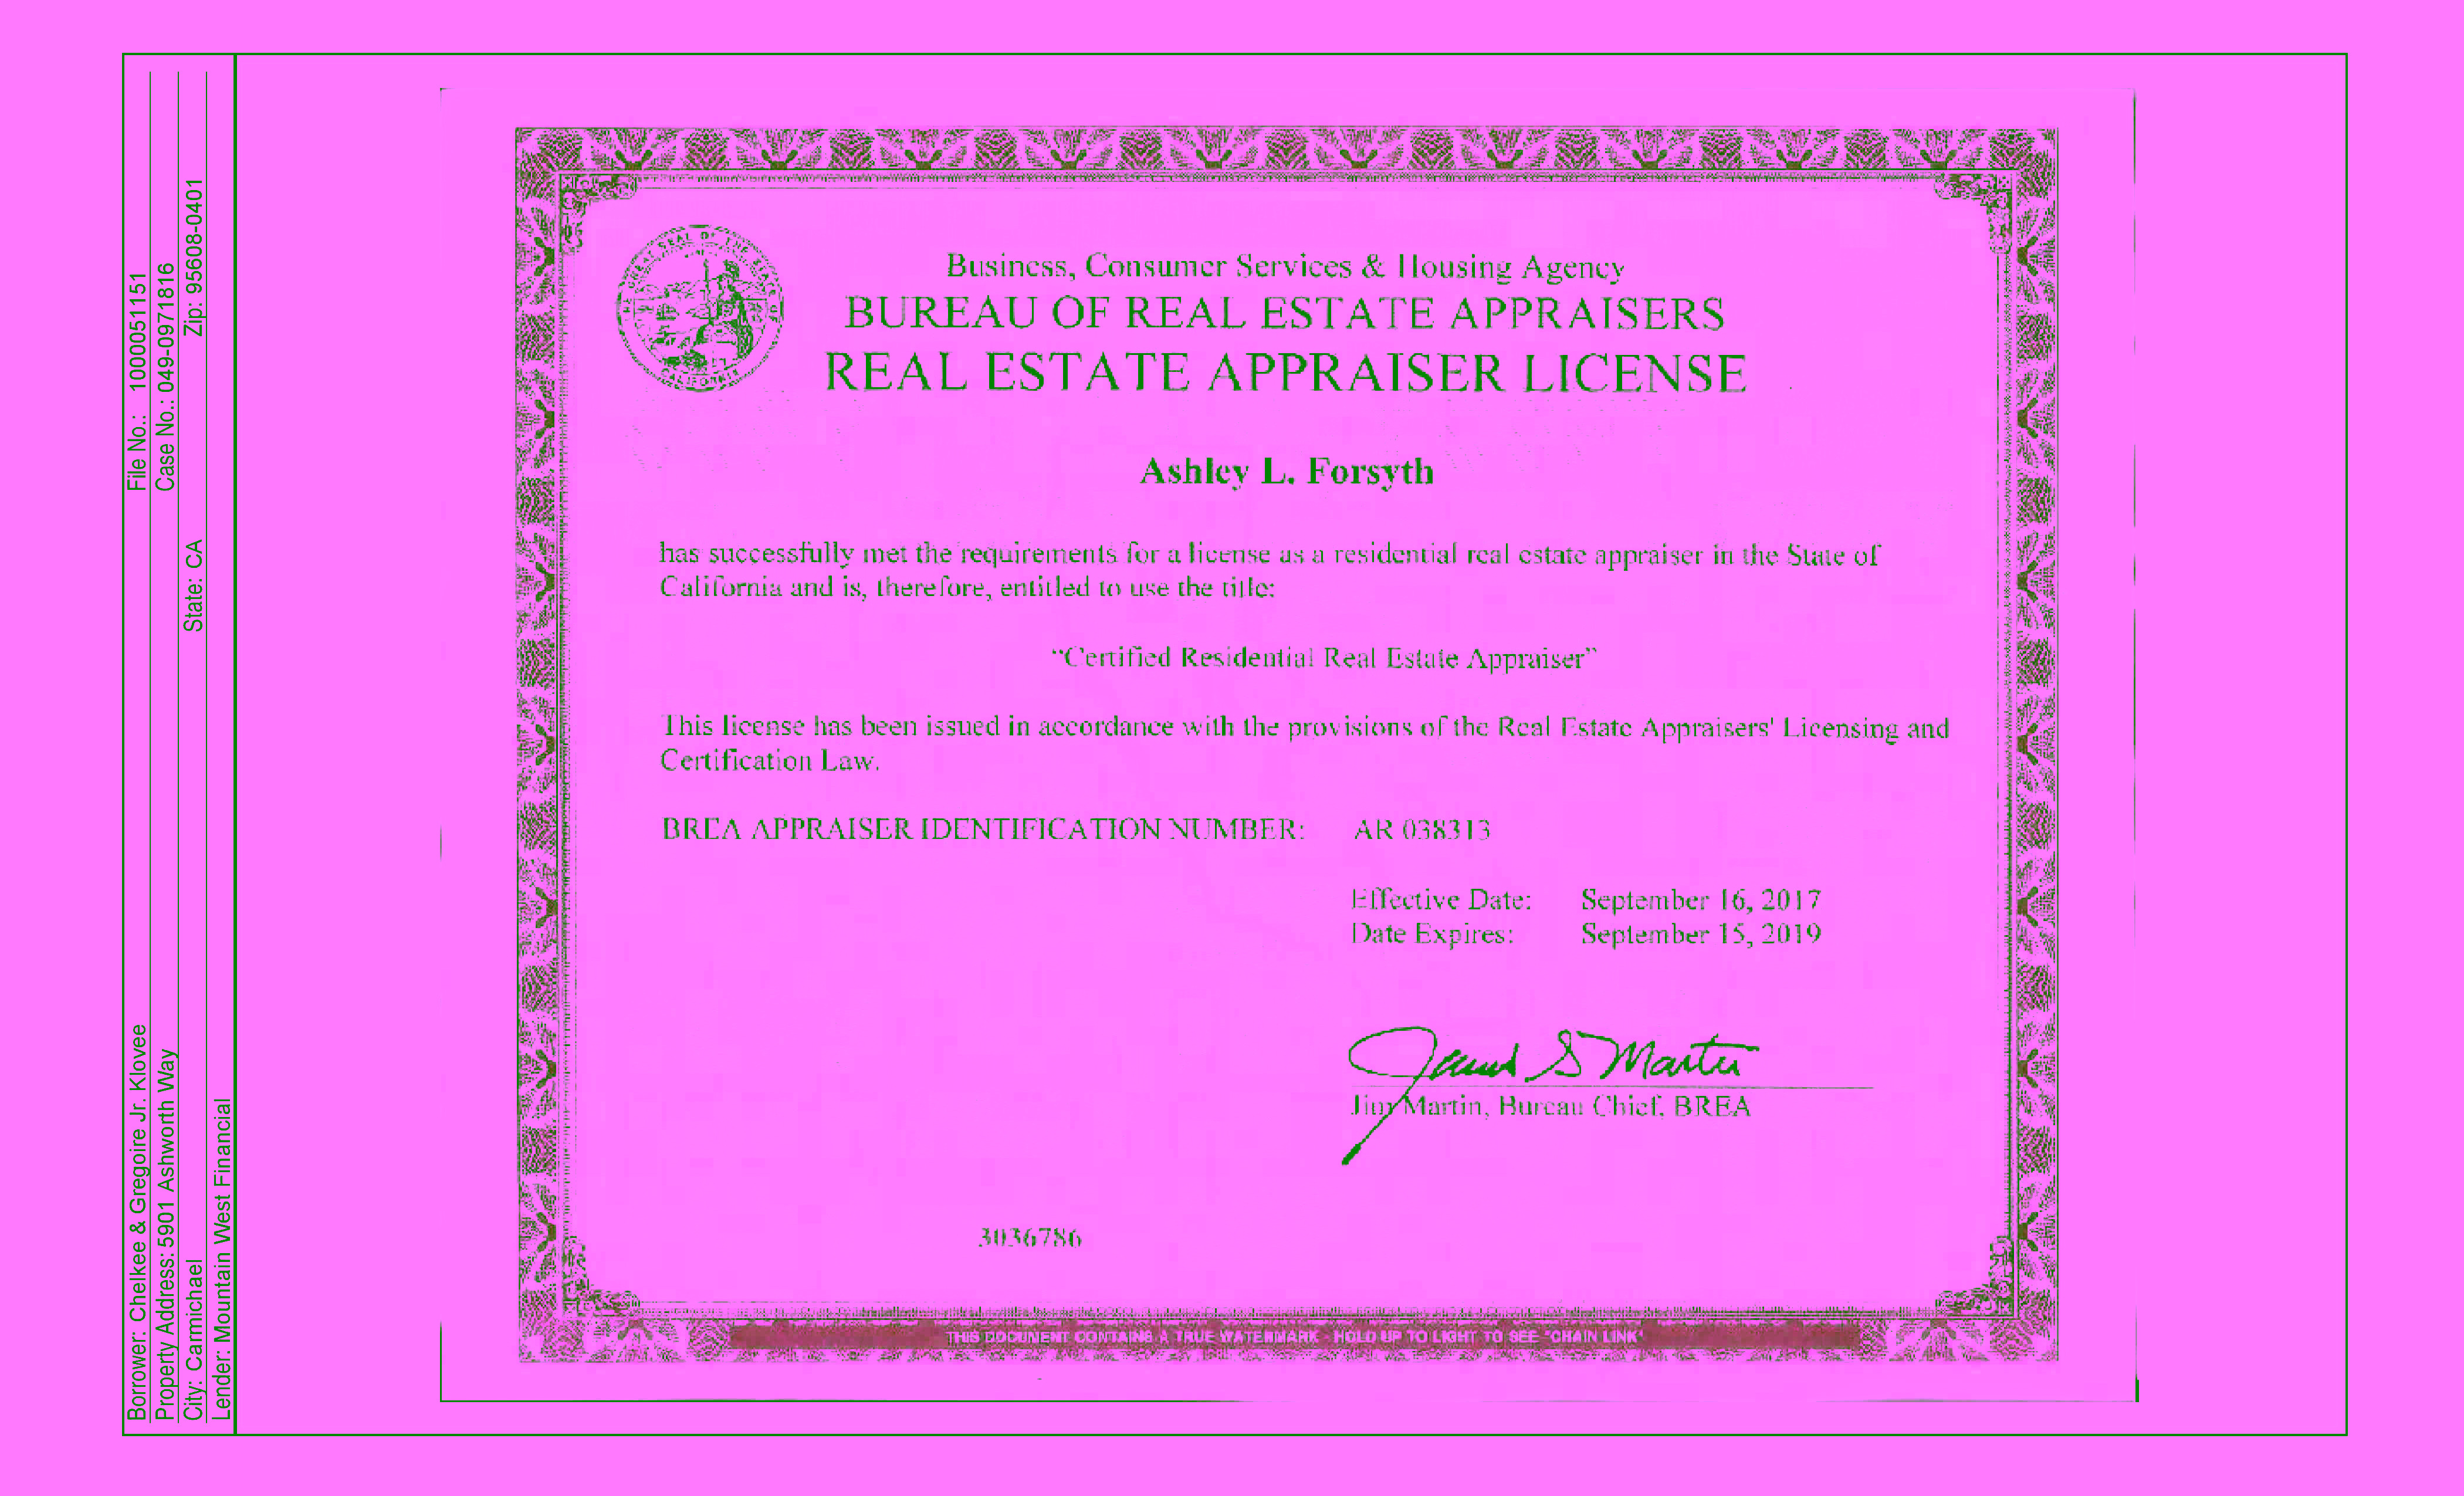 Borrower: Chelkee & Gregoire Jr. Klovee File No.: 1000051151
Property Address: 5901 Ashworth Way Case No.: 049-0971816
City: Carmichael State: CA Zip: 95608-0401
Lender: Mountain West Financial
Business, Consumer Services & Housing Agency
BUREAU OF REAL ESTATE APPRAISERS
REAL ESTATE APPRAISER LICENSE
Ashley L. Forsyth
has successfully met the requirements for a license as a residential real estate appraiser in the State of
California and is, therefore, entitled to use the title:
“Certified Residential Real Estate Appraiser”
This license has been issued in accordance with the provisions of the Real Estate Appraisers' Licensing and
Certification Law.
BREA APPRAISER IDENTIFICATION NUMBER: AR 038313
Effective Date: September 16, 2017
Date Expires: September 15, 2019
James S Martin
Jim Martin, Bureau Chief, BREA
3036786
THIS DOCUMENT CONTAINS A TRUE WATERMARK - HOLD UP TO LIGHT TO SEE "CHAIN LINK"